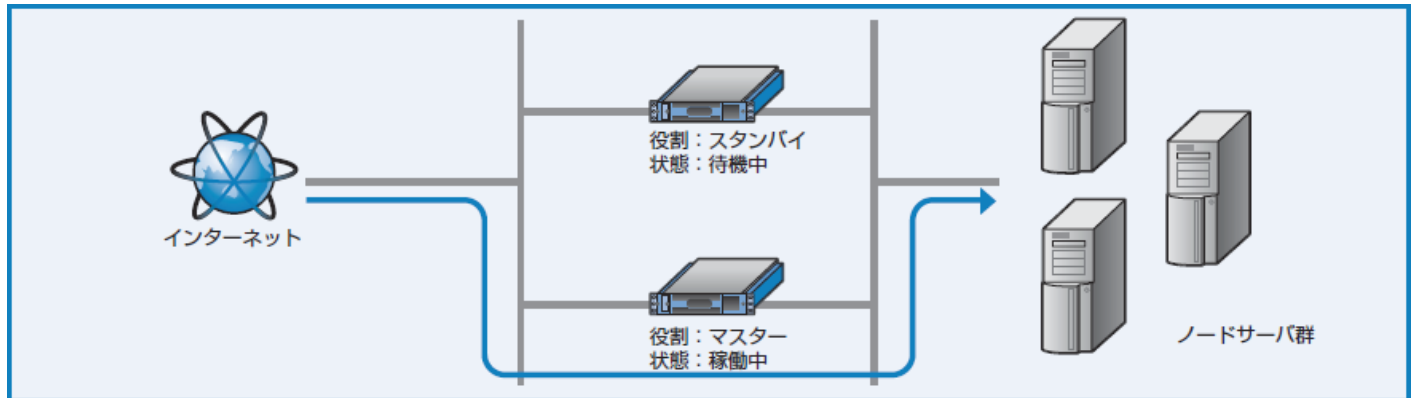 役割：スタンバイ
状態：待機中
インターネット
役割：マスター
状態：稼働中
ノードサーバ群